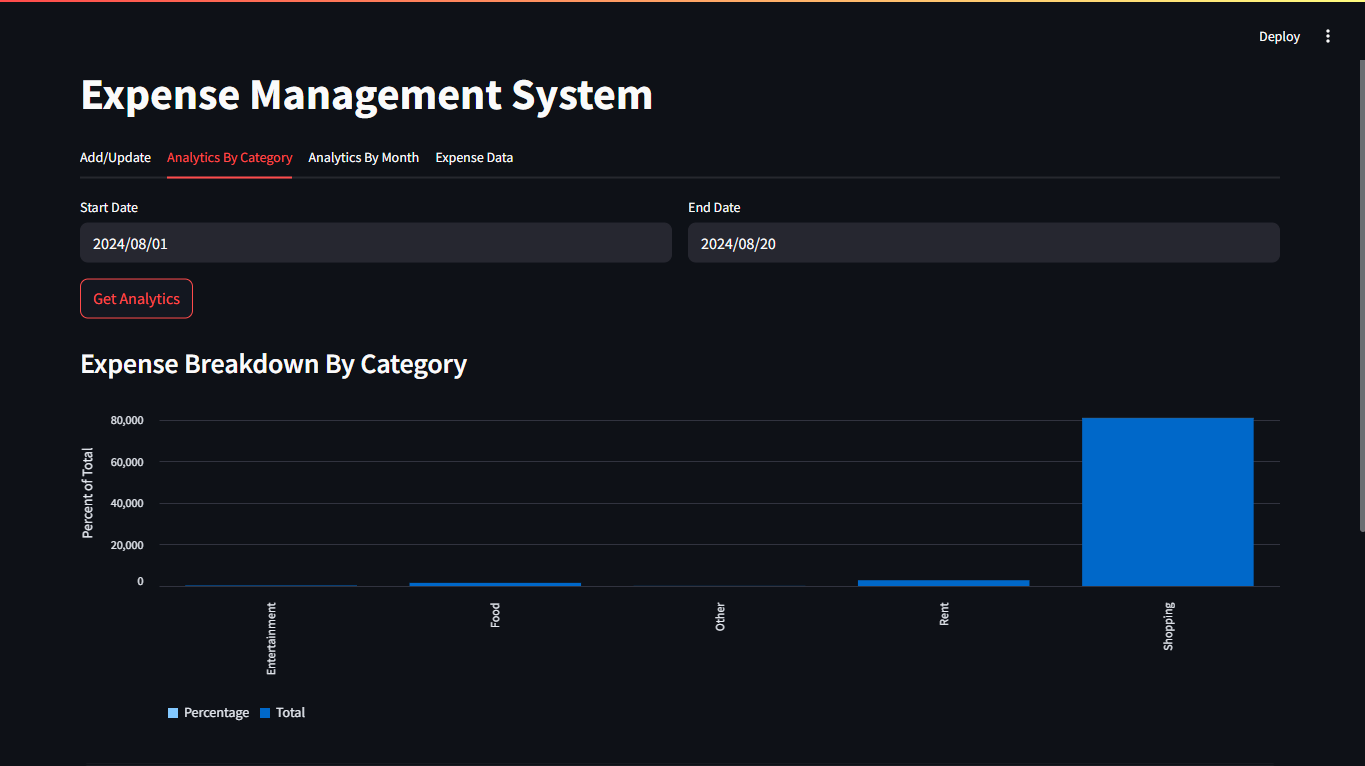 Deploy
Expense Management System
Add/Update Analytics By Category Analytics By Month Expense Data
Start Date End Date
2024/08/01 2024/08/20
Get Analytics
Expense Breakdown By Category
Percent of Total
80,000
60,000
40,000
20,000
0
Entertainment
Food
Other
Rent
Shopping
Percentage Total